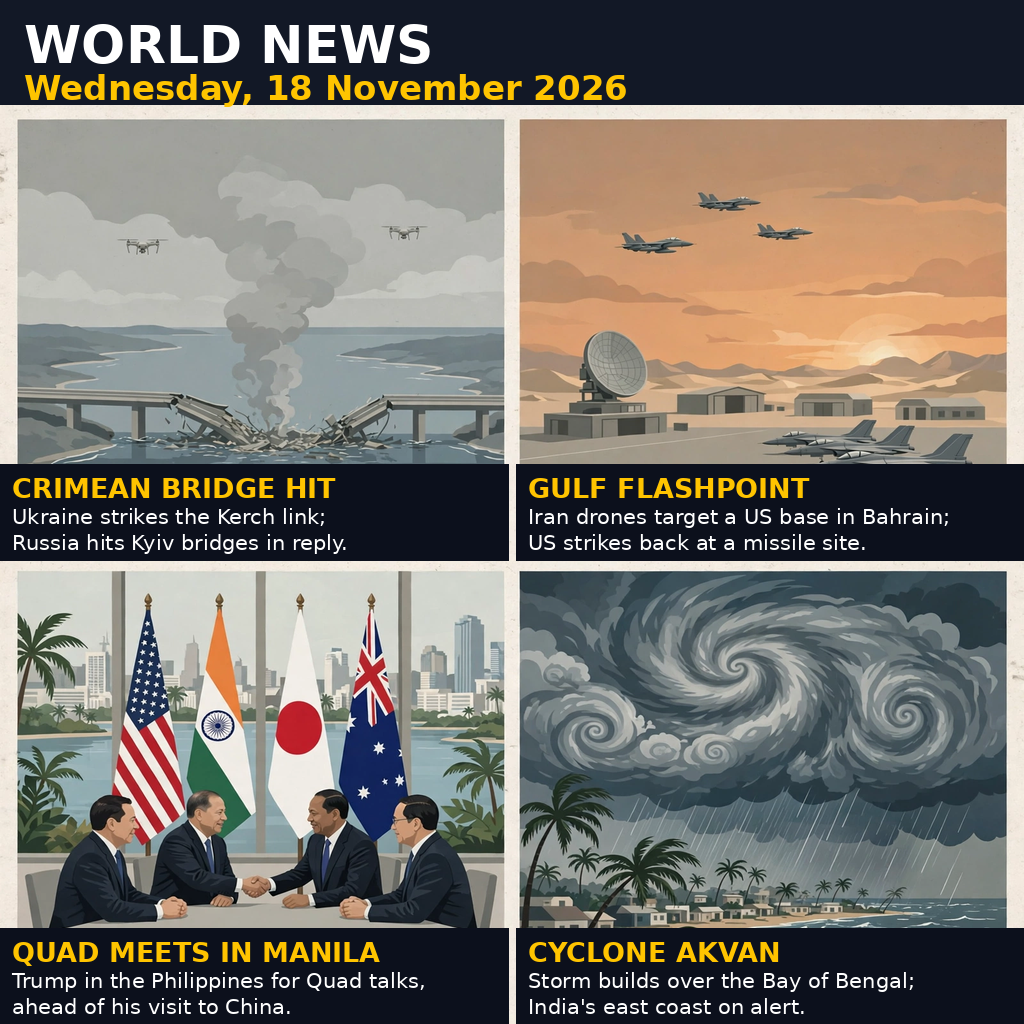 WORLD NEWS
Wednesday, 18 November 2026
CRIMEAN BRIDGE HIT
Ukraine strikes the Kerch link;
Russia hits Kyiv bridges in reply.
GULF FLASHPOINT
Iran drones target a US base in Bahrain;
US strikes back at a missile site.
QUAD MEETS IN MANILA
Trump in the Philippines for Quad talks,
ahead of his visit to China.
CYCLONE AKVAN
Storm builds over the Bay of Bengal;
India's east coast on alert.